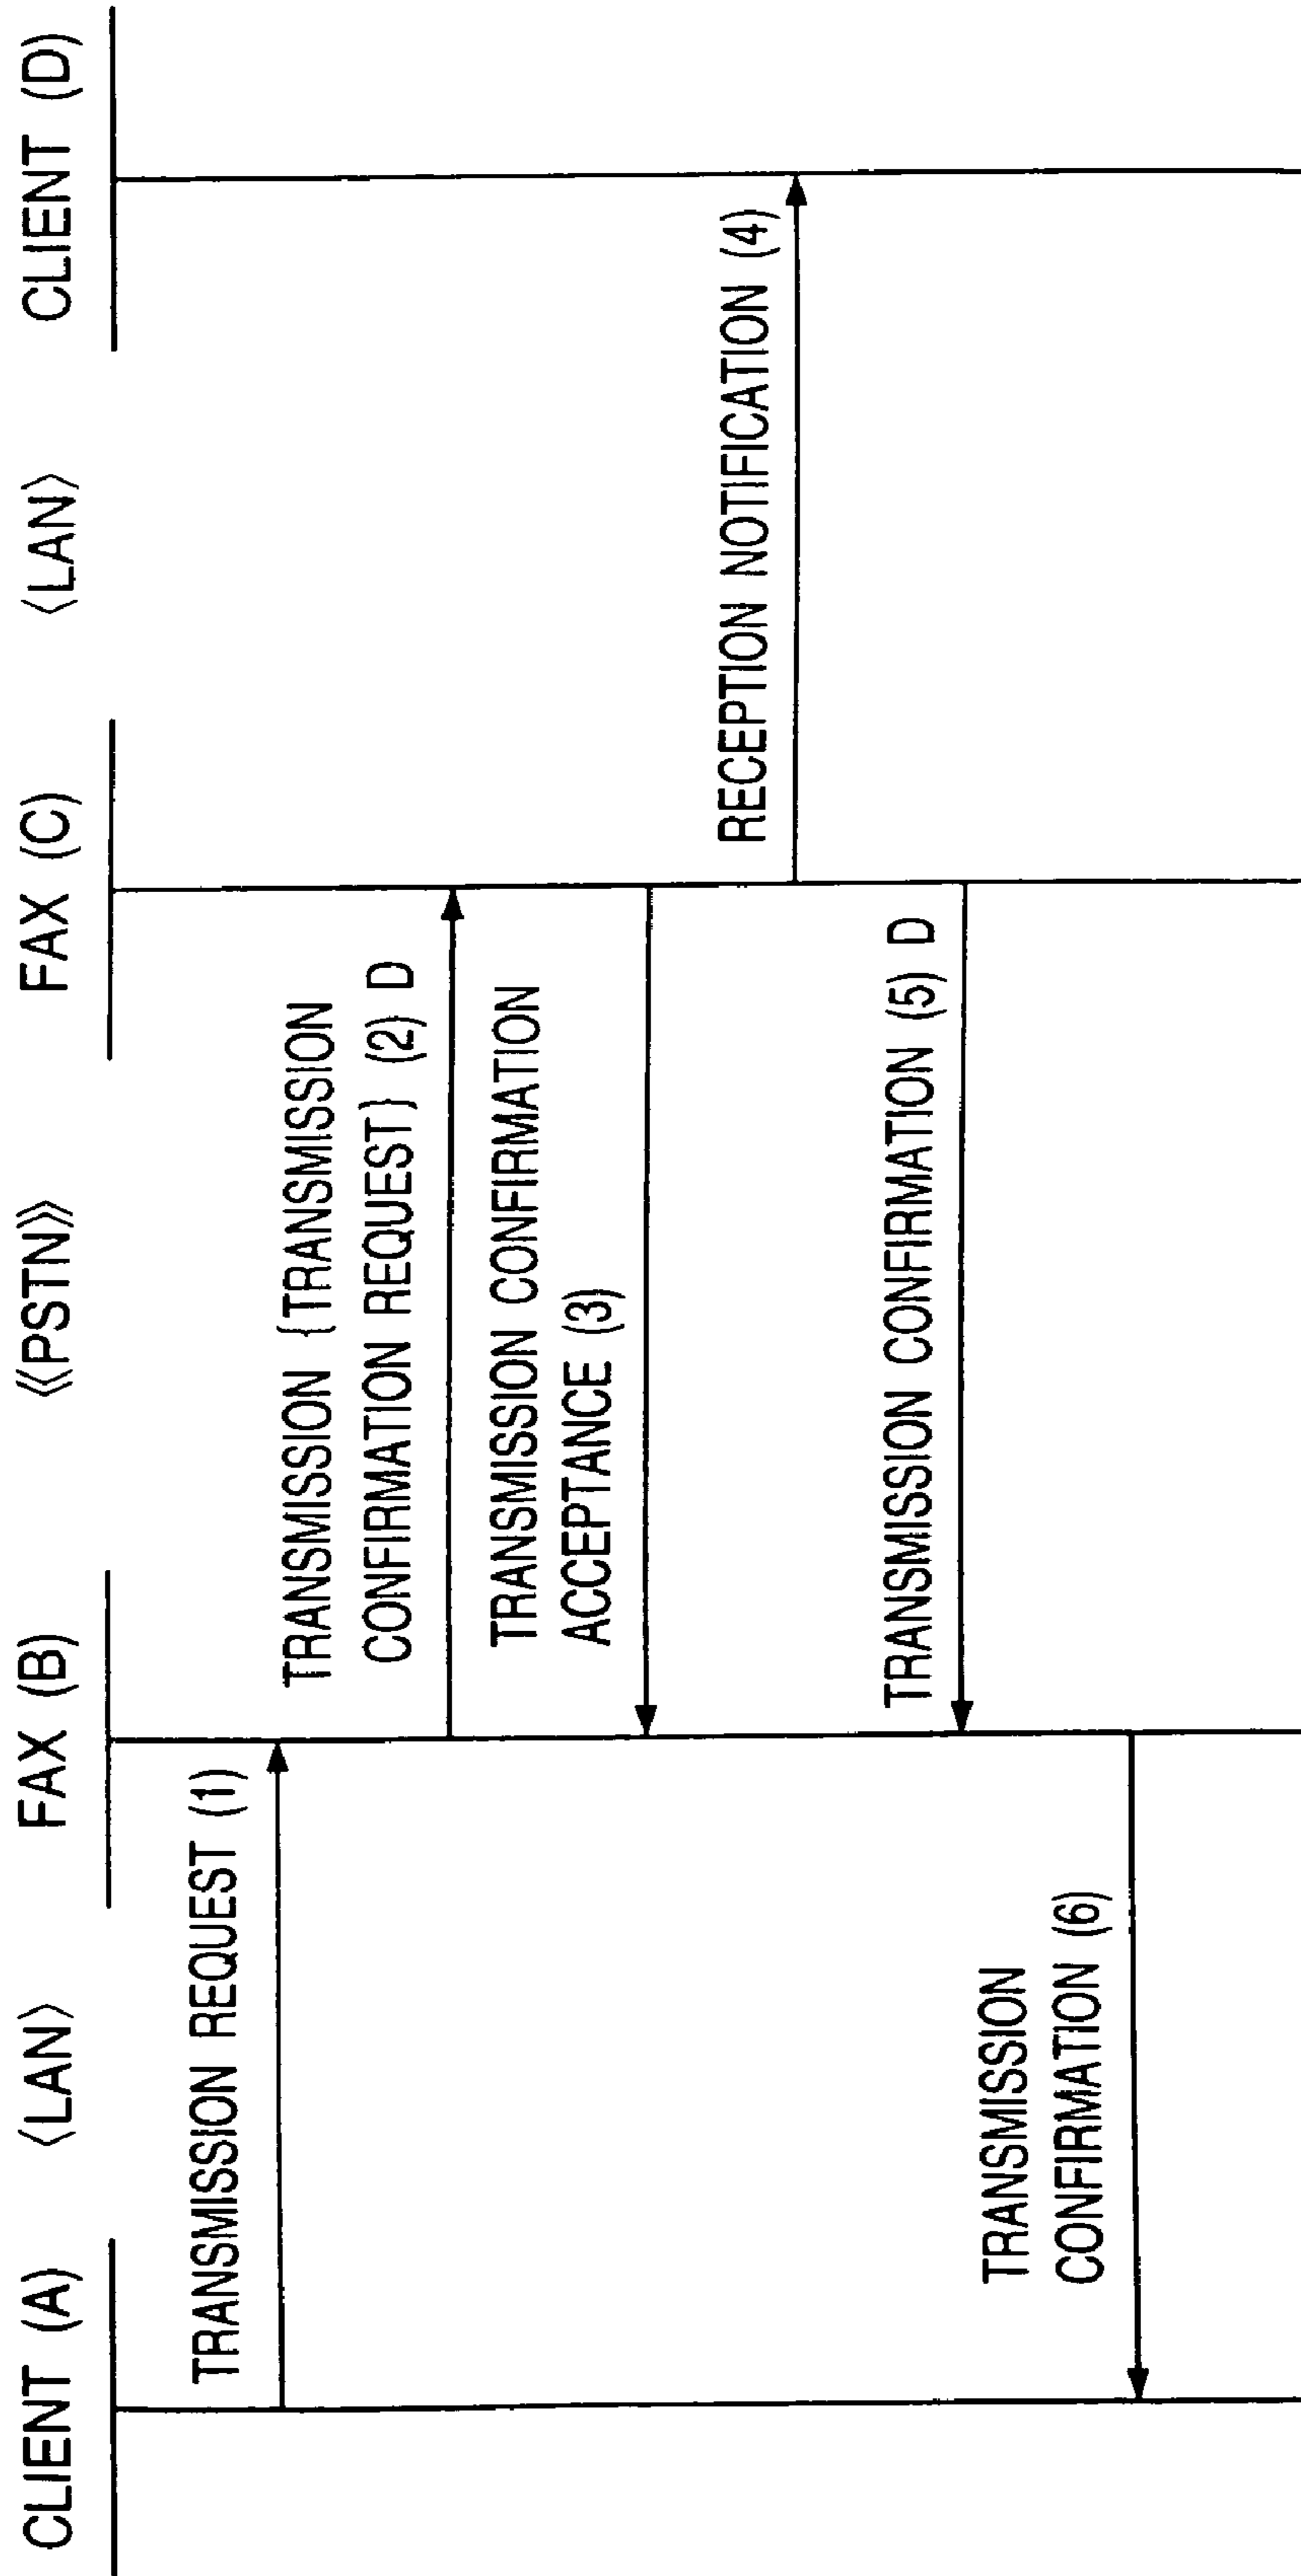 CLIENT (A)
〈LAN〉
FAX (B)
《PSTN》
FAX (C)
〈LAN〉
CLIENT (D)
TRANSMISSION REQUEST (1)
TRANSMISSION {TRANSMISSION
CONFIRMATION REQUEST} (2) D
TRANSMISSION CONFIRMATION
ACCEPTANCE (3)
RECEPTION NOTIFICATION (4)
TRANSMISSION CONFIRMATION (5) D
TRANSMISSION
CONFIRMATION (6)